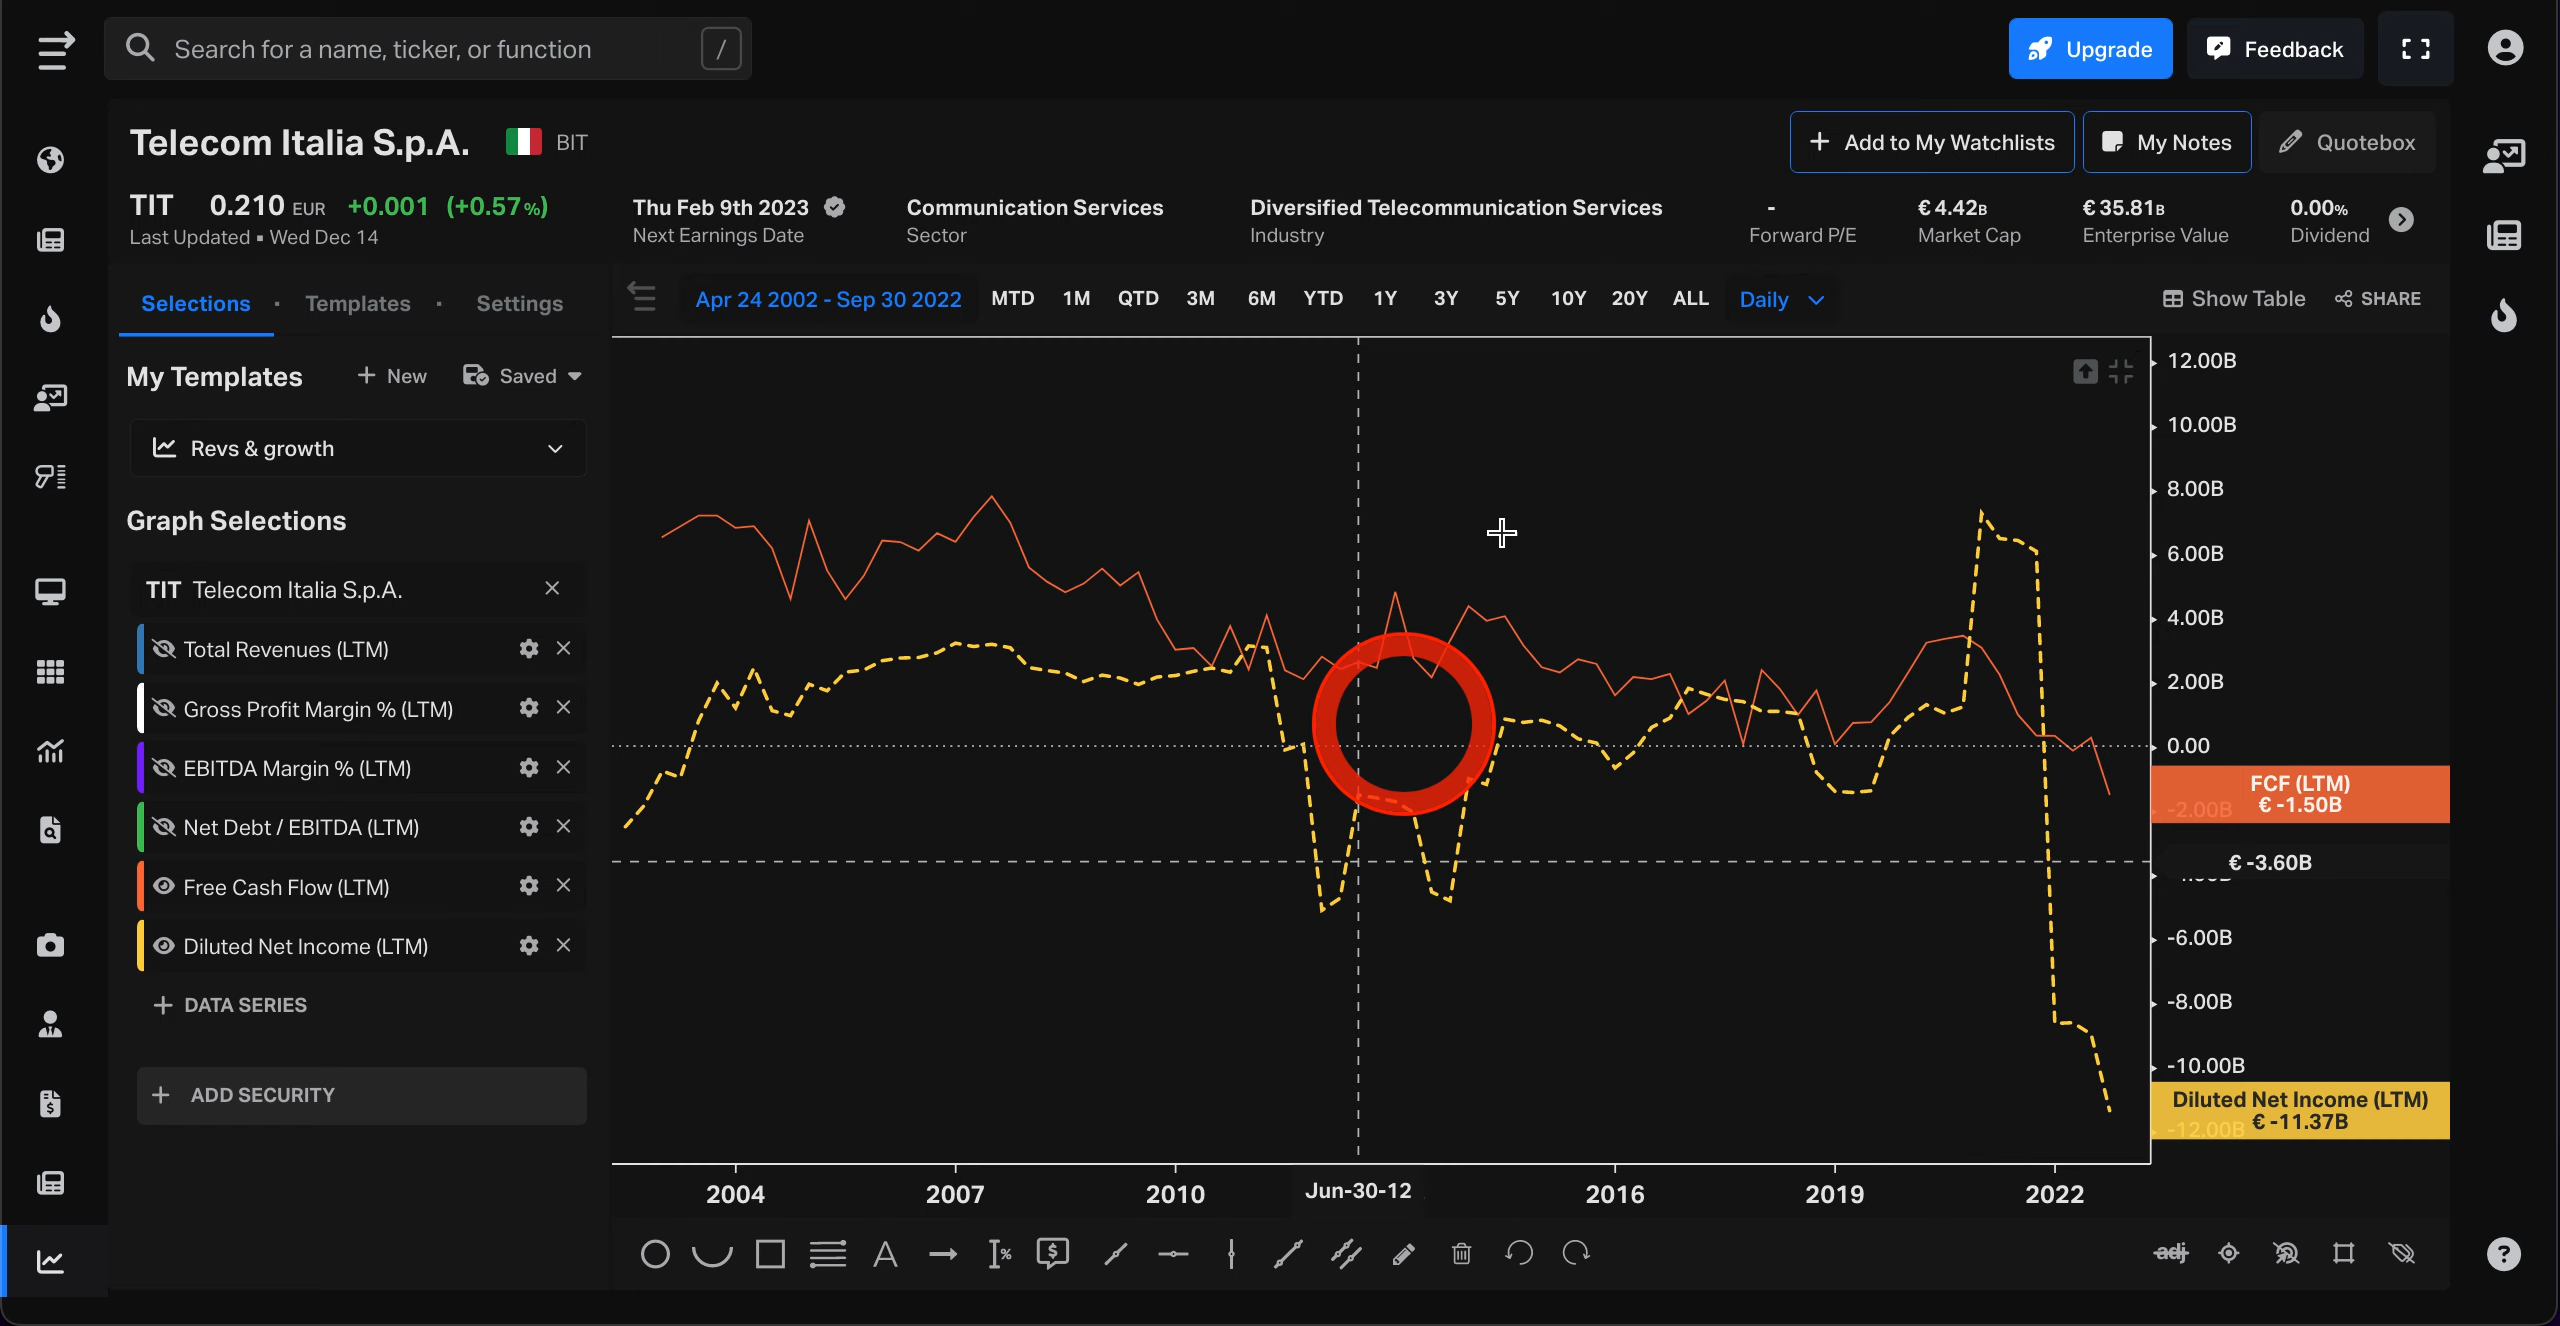 Search for a name, ticker, or function /
Upgrade
Feedback
Telecom Italia S.p.A. BIT
Add to My Watchlists
My Notes
Quotebox
TIT 0.210 EUR +0.001 (+0.57%)
Last Updated ▪ Wed Dec 14
Thu Feb 9th 2023
Next Earnings Date
Communication Services
Sector
Diversified Telecommunication Services
Industry
-
Forward P/E
€ 4.42B
Market Cap
€ 35.81B
Enterprise Value
0.00%
Dividend
Selections · Templates · Settings
Apr 24 2002 - Sep 30 2022 MTD 1M QTD 3M 6M YTD 1Y 3Y 5Y 10Y 20Y ALL Daily
Show Table SHARE
My Templates + New Saved
Revs & growth
Graph Selections
TIT Telecom Italia S.p.A.
Total Revenues (LTM)
Gross Profit Margin % (LTM)
EBITDA Margin % (LTM)
Net Debt / EBITDA (LTM)
Free Cash Flow (LTM)
Diluted Net Income (LTM)
+ DATA SERIES
+ ADD SECURITY
12.00B
10.00B
8.00B
6.00B
4.00B
2.00B
0.00
FCF (LTM)
-2.00B € -1.50B
€ -3.60B
-6.00B
-8.00B
-10.00B
Diluted Net Income (LTM)
-12.00B € -11.37B
2004 2007 2010 Jun-30-12 2016 2019 2022
A
%
$
adj
?